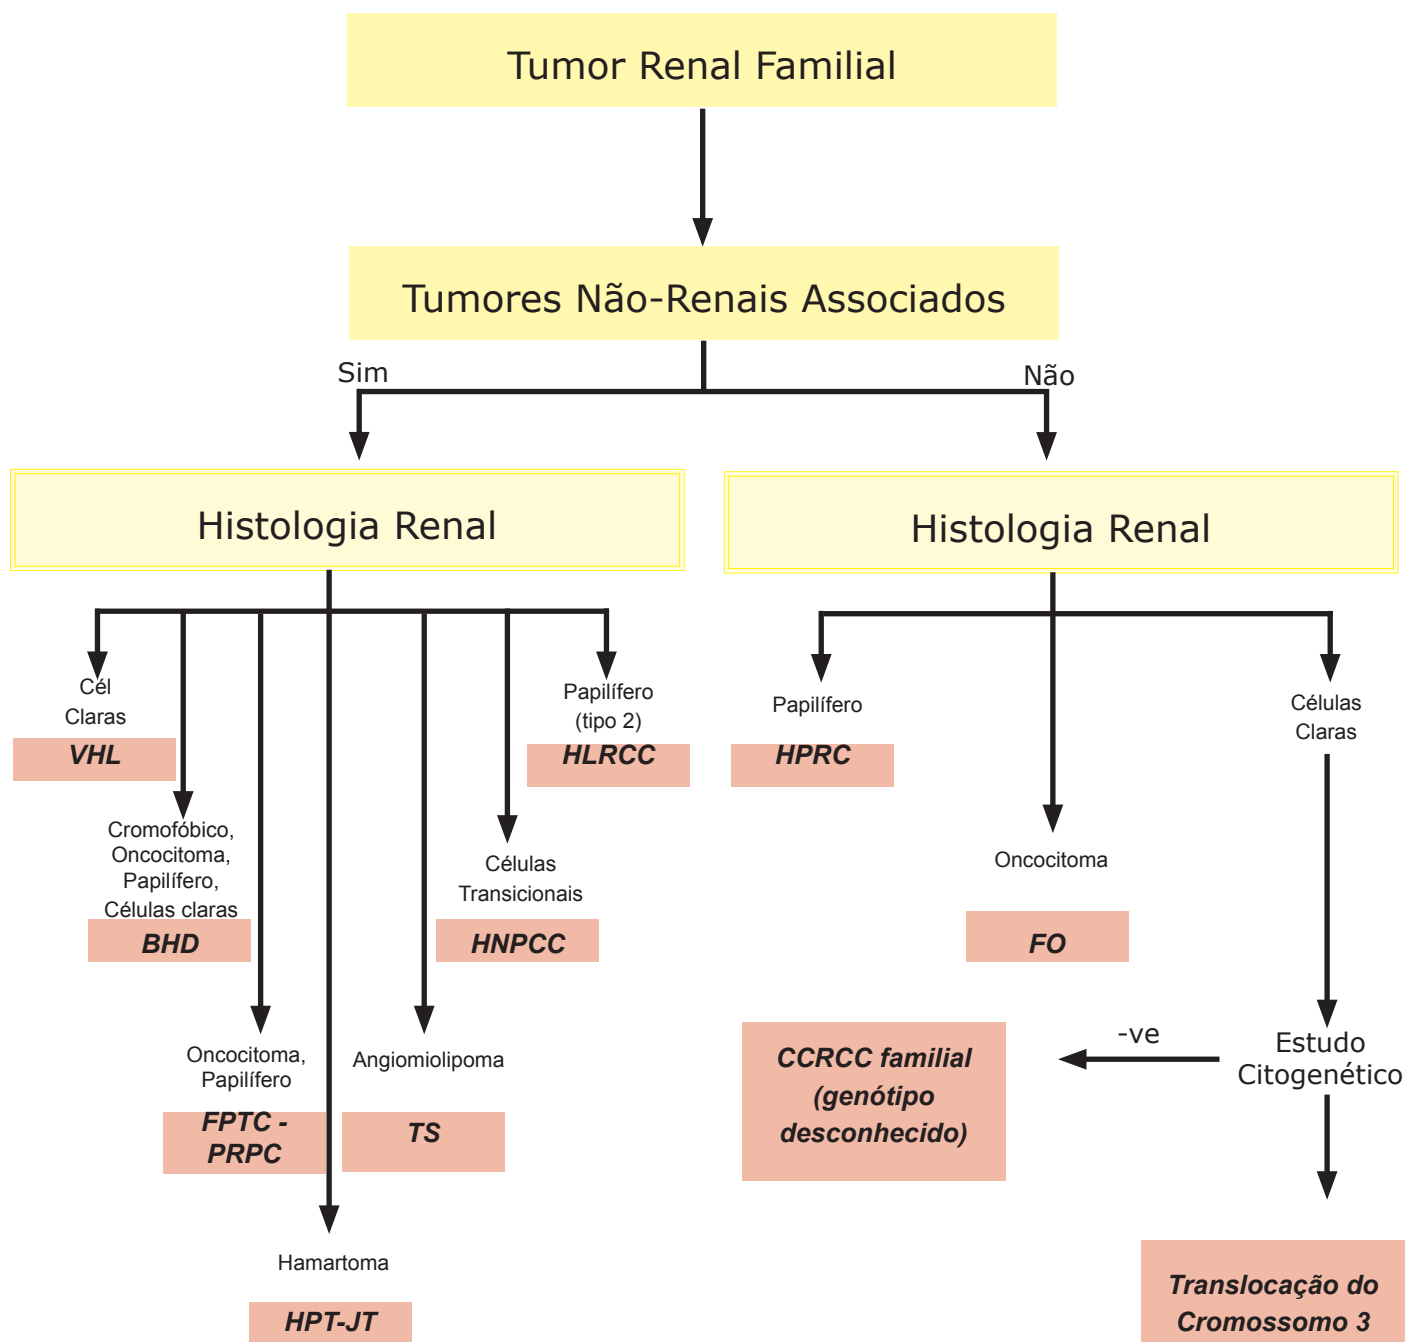 Tumor Renal Familial
Tumores Não-Renais Associados
Sim
Não
Histologia Renal
Histologia Renal
Cél
Claras
VHL
Cromofóbico,
Oncocitoma,
Papilífero,
Células claras
BHD
Oncocitoma,
Papilífero
FPTC -
PRPC
Hamartoma
HPT-JT
Angiomiolipoma
TS
Células
Transicionais
HNPCC
Papilífero
(tipo 2)
HLRCC
Papilífero
HPRC
Oncocitoma
FO
Células
Claras
Estudo
Citogenético
-ve
CCRCC familial
(genótipo
desconhecido)
Translocação do
Cromossomo 3